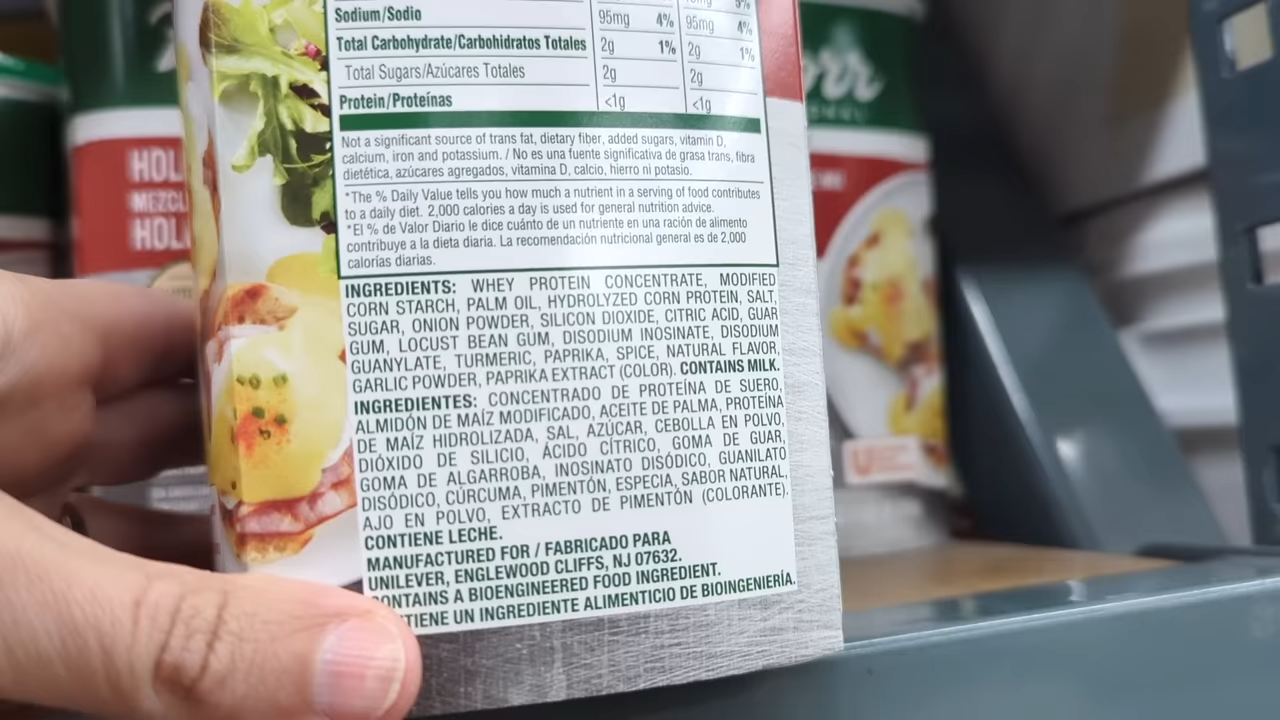 5%
Sodium/Sodio 95mg 4% 95mg 4%
Total Carbohydrate/Carbohidratos Totales 2g 1% 2g 1%
Total Sugars/Azúcares Totales 2g 2g
Protein/Proteínas <1g <1g
Not a significant source of trans fat, dietary fiber, added sugars, vitamin D,
calcium, iron and potassium. / No es una fuente significativa de grasa trans, fibra
dietética, azúcares agregados, vitamina D, calcio, hierro ni potasio.
*The % Daily Value tells you how much a nutrient in a serving of food contributes
to a daily diet. 2,000 calories a day is used for general nutrition advice.
*El % de Valor Diario le dice cuánto de un nutriente en una ración de alimento
contribuye a la dieta diaria. La recomendación nutricional general es de 2,000
calorías diarias.
INGREDIENTS: WHEY PROTEIN CONCENTRATE, MODIFIED
CORN STARCH, PALM OIL, HYDROLYZED CORN PROTEIN, SALT,
SUGAR, ONION POWDER, SILICON DIOXIDE, CITRIC ACID, GUAR
GUM, LOCUST BEAN GUM, DISODIUM INOSINATE, DISODIUM
GUANYLATE, TURMERIC, PAPRIKA, SPICE, NATURAL FLAVOR,
GARLIC POWDER, PAPRIKA EXTRACT (COLOR). CONTAINS MILK.
INGREDIENTES: CONCENTRADO DE PROTEÍNA DE SUERO,
ALMIDÓN DE MAÍZ MODIFICADO, ACEITE DE PALMA, PROTEÍNA
DE MAÍZ HIDROLIZADA, SAL, AZÚCAR, CEBOLLA EN POLVO,
DIÓXIDO DE SILICIO, ÁCIDO CÍTRICO, GOMA DE GUAR,
GOMA DE ALGARROBA, INOSINATO DISÓDICO, GUANILATO
DISÓDICO, CÚRCUMA, PIMENTÓN, ESPECIA, SABOR NATURAL,
AJO EN POLVO, EXTRACTO DE PIMENTÓN (COLORANTE).
CONTIENE LECHE.
MANUFACTURED FOR / FABRICADO PARA
UNILEVER, ENGLEWOOD CLIFFS, NJ 07632.
ONTAINS A BIOENGINEERED FOOD INGREDIENT.
TIENE UN INGREDIENTE ALIMENTICIO DE BIOINGENIERÍA.
HOL
MEZCL
HOL
orr